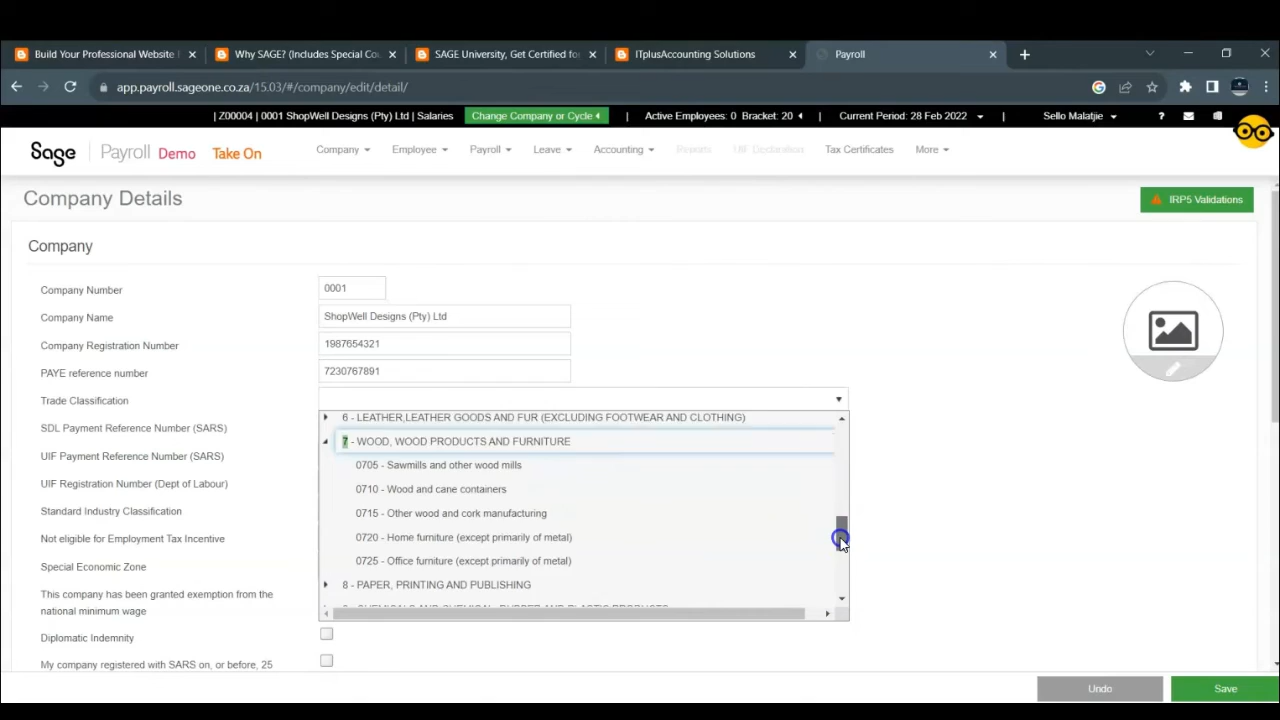 Build Your Professional Website
Why SAGE? (Includes Special Co
SAGE University, Get Certified fo
ITplusAccounting Solutions
Payroll
app.payroll.sageone.co.za/15.03/#/company/edit/detail/
| Z00004 | 0001 ShopWell Designs (Pty) Ltd | Salaries
Change Company or Cycle
| Active Employees: 0 Bracket: 20
| Current Period: 28 Feb 2022
| Sello Malatjie
?
Sage | Payroll Demo Take On
Company
Employee
Payroll
Leave
Accounting
Reports
UIF Declaration
Tax Certificates
More
Company Details
IRP5 Validations
Company
Company Number 0001
Company Name ShopWell Designs (Pty) Ltd
Company Registration Number 1987654321
PAYE reference number 7230767891
Trade Classification
6 - LEATHER,LEATHER GOODS AND FUR (EXCLUDING FOOTWEAR AND CLOTHING)
SDL Payment Reference Number (SARS)
7 - WOOD, WOOD PRODUCTS AND FURNITURE
UIF Payment Reference Number (SARS)
0705 - Sawmills and other wood mills
UIF Registration Number (Dept of Labour)
0710 - Wood and cane containers
Standard Industry Classification
0715 - Other wood and cork manufacturing
Not eligible for Employment Tax Incentive
0720 - Home furniture (except primarily of metal)
Special Economic Zone
0725 - Office furniture (except primarily of metal)
This company has been granted exemption from the
8 - PAPER, PRINTING AND PUBLISHING
national minimum wage
Diplomatic Indemnity
My company registered with SARS on, or before, 25
Undo
Save